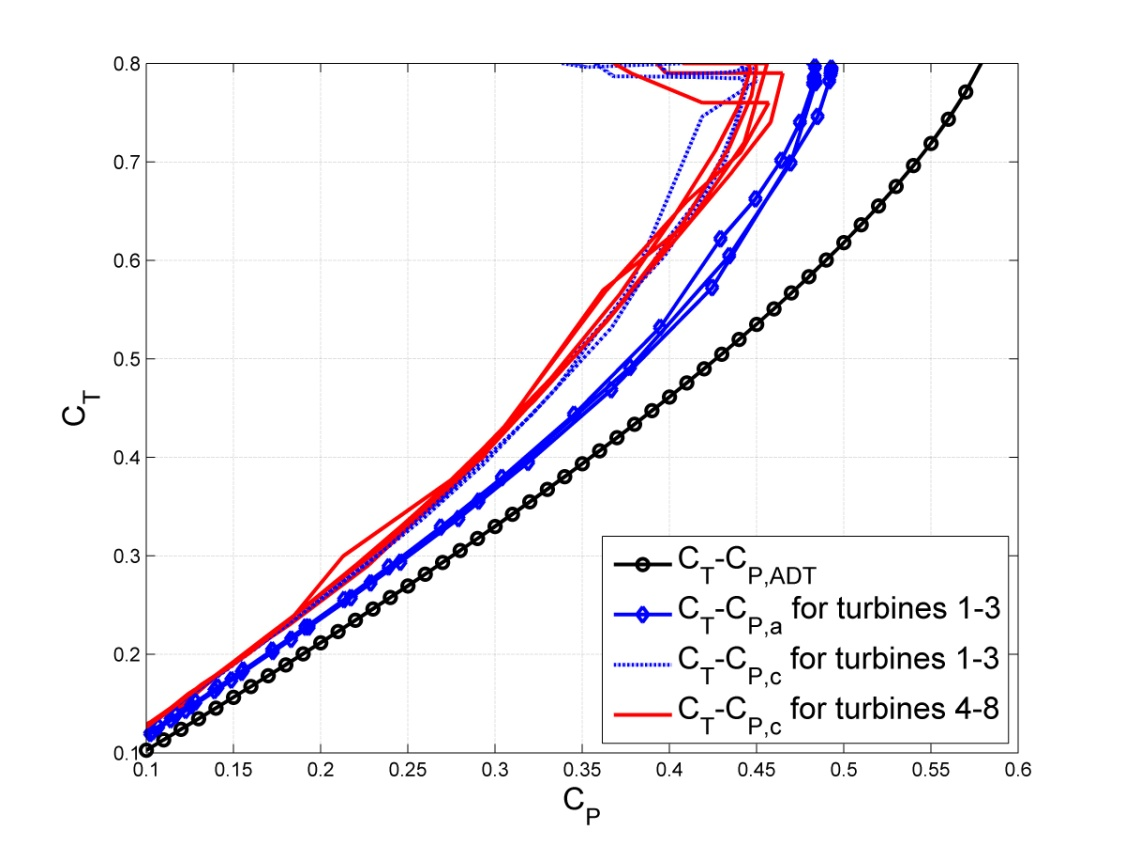 0.8
0.7
0.6
0.5
0.4
0.3
0.2
0.1
C_T
0.1 0.15 0.2 0.25 0.3 0.35 0.4 0.45 0.5 0.55 0.6
C_P
C_T-C_P,ADT
C_T-C_P,a for turbines 1-3
C_T-C_P,c for turbines 1-3
C_T-C_P,c for turbines 4-8